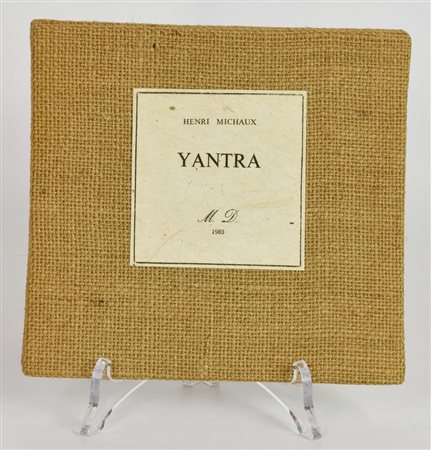 HENRI MICHAUX
YANTRA
M. D.
1983